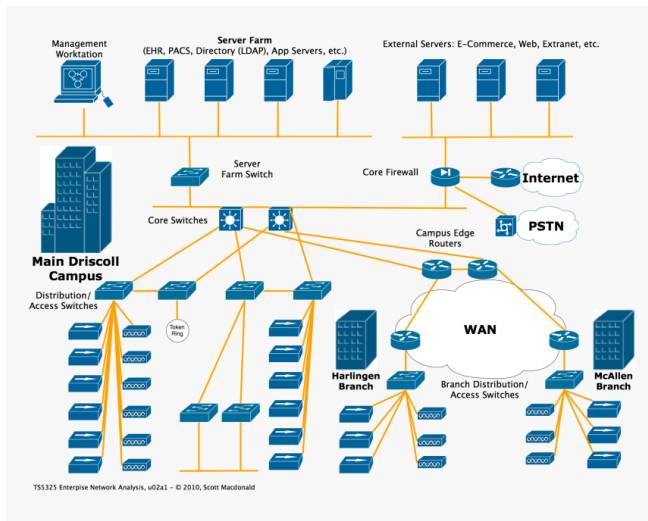 Management
Worktation
Server Farm
(EHR, PACS, Directory (LDAP), App Servers, etc.)
External Servers: E-Commerce, Web, Extranet, etc.
Server
Farm Switch
Core Firewall
Internet
Core Switches
PSTN
Campus Edge
Routers
Main Driscoll
Campus
Distribution/
Access Switches
Token
Ring
WAN
Harlingen
Branch
McAllen
Branch
Branch Distribution/
Access Switches
TS5325 Enterpise Network Analysis, u02a1 - © 2010, Scott Macdonald